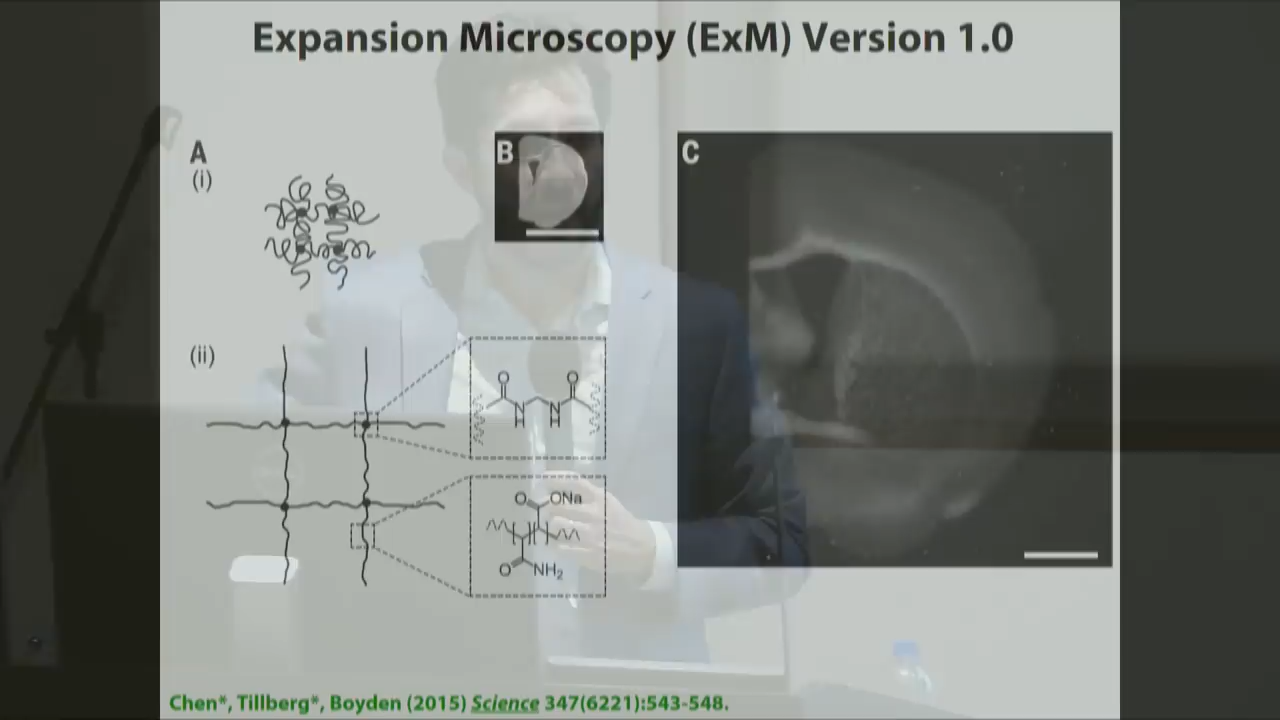 Expansion Microscopy (ExM) Version 1.0
A
(i)
B
C
(ii)
O
O
N
N
H
H
O
ONa
O
NH₂
Chen*, Tillberg*, Boyden (2015) Science 347(6221):543-548.